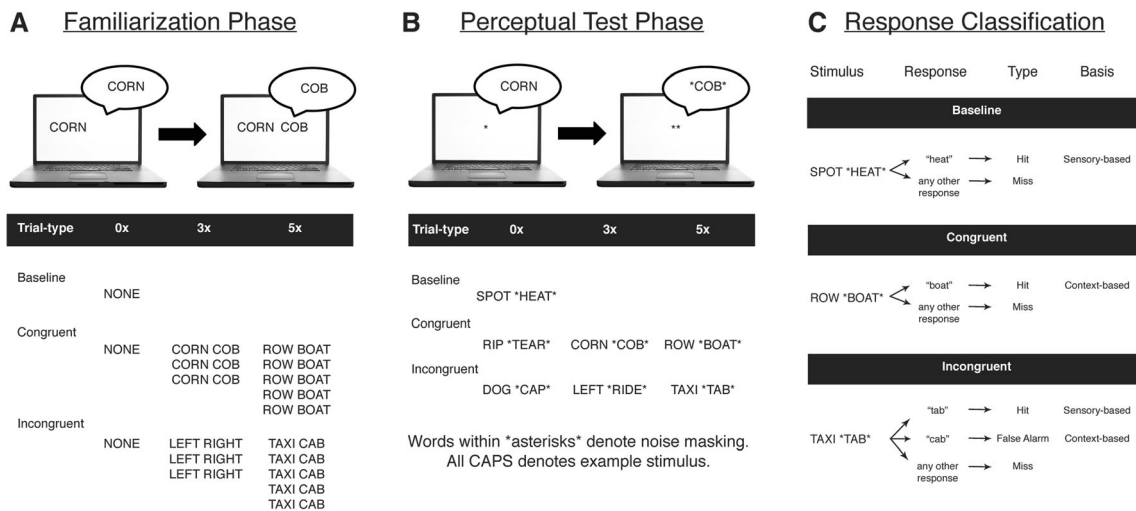 A Familiarization Phase
CORN
CORN
COB
CORN COB
Trial-type 0x 3x 5x
Baseline
NONE
Congruent
NONE CORN COB ROW BOAT
CORN COB ROW BOAT
CORN COB ROW BOAT
ROW BOAT
ROW BOAT
Incongruent
NONE LEFT RIGHT TAXI CAB
LEFT RIGHT TAXI CAB
LEFT RIGHT TAXI CAB
TAXI CAB
TAXI CAB
B Perceptual Test Phase
CORN
*
*COB*
**
Trial-type 0x 3x 5x
Baseline
SPOT *HEAT*
Congruent
RIP *TEAR* CORN *COB* ROW *BOAT*
Incongruent
DOG *CAP* LEFT *RIDE* TAXI *TAB*
Words within *asterisks* denote noise masking.
All CAPS denotes example stimulus.
C Response Classification
Stimulus Response Type Basis
Baseline
SPOT *HEAT*
"heat" Hit Sensory-based
any other Miss
response
Congruent
ROW *BOAT*
"boat" Hit Context-based
any other Miss
response
Incongruent
"tab" Hit Sensory-based
TAXI *TAB* "cab" False Alarm Context-based
any other Miss
response